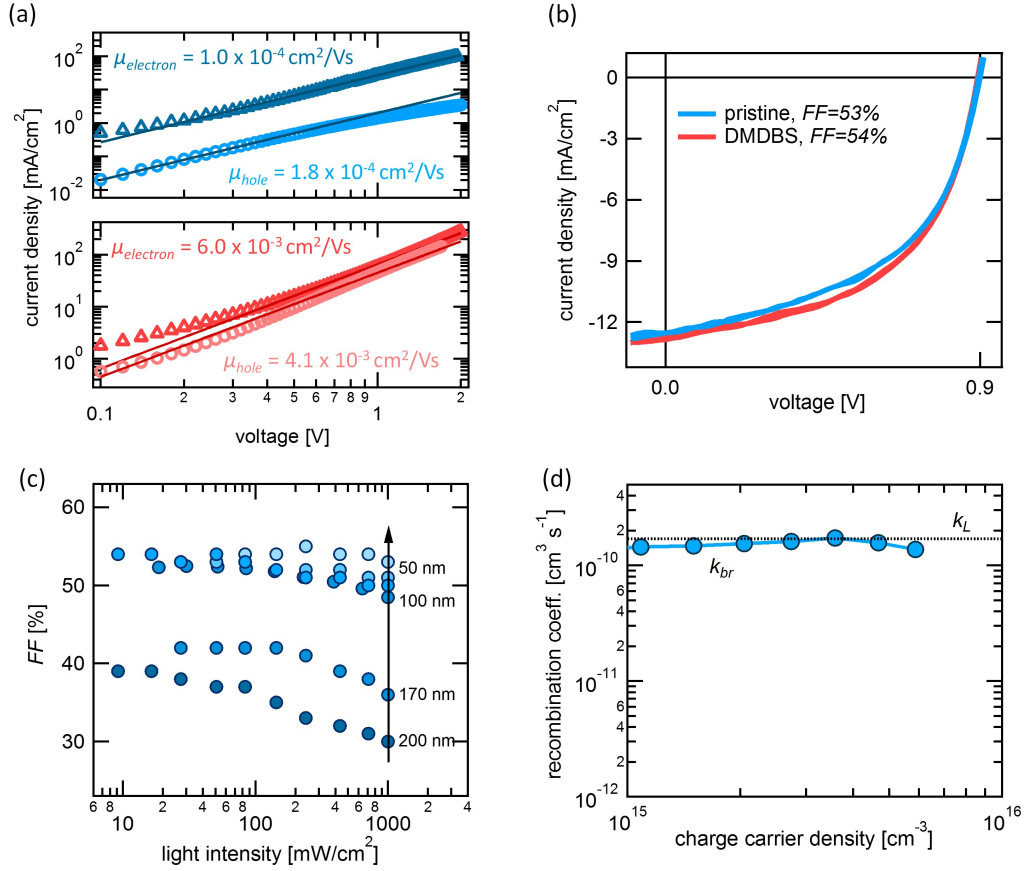 (a)
10² 
10⁰
10⁻²
μelectron = 1.0 x 10⁻⁴ cm²/Vs
μhole = 1.8 x 10⁻⁴ cm²/Vs
current density [mA/cm²]
10²
10¹
10⁰
μelectron = 6.0 x 10⁻³ cm²/Vs
μhole = 4.1 x 10⁻³ cm²/Vs
0.1 2 3 4 5 6 7 8 9 1 2
voltage [V]
(b)
0
-3
-6
-9
-12
current density [mA/cm²]
pristine, FF=53%
DMDBS, FF=54%
0.0 0.9
voltage [V]
(c)
60
50
40
30
FF [%]
50 nm
100 nm
170 nm
200 nm
6 8 2 4 6 8 2 4 6 8 2 4
10 100 1000
light intensity [mW/cm²]
(d)
4
2
10⁻¹⁰
8
6
4
2
10⁻¹¹
8
6
4
2
10⁻¹²
recombination coeff. [cm³ s⁻¹]
kL
kbr
10¹⁵ 10¹⁶
charge carrier density [cm⁻³]